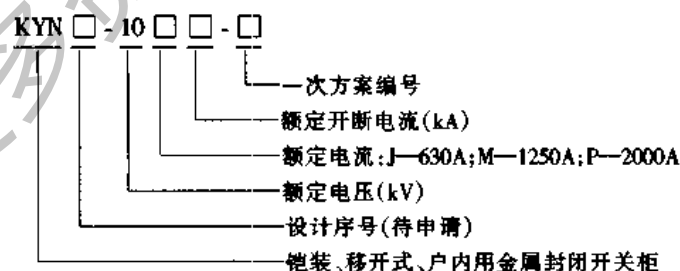 KYN □ - 10 □ □ - □
一次方案编号
额定开断电流(kA)
额定电流:J—630A;M—1250A;P—2000A
额定电压(kV)
设计序号(待申请)
铠装、移开式、户内用金属封闭开关柜